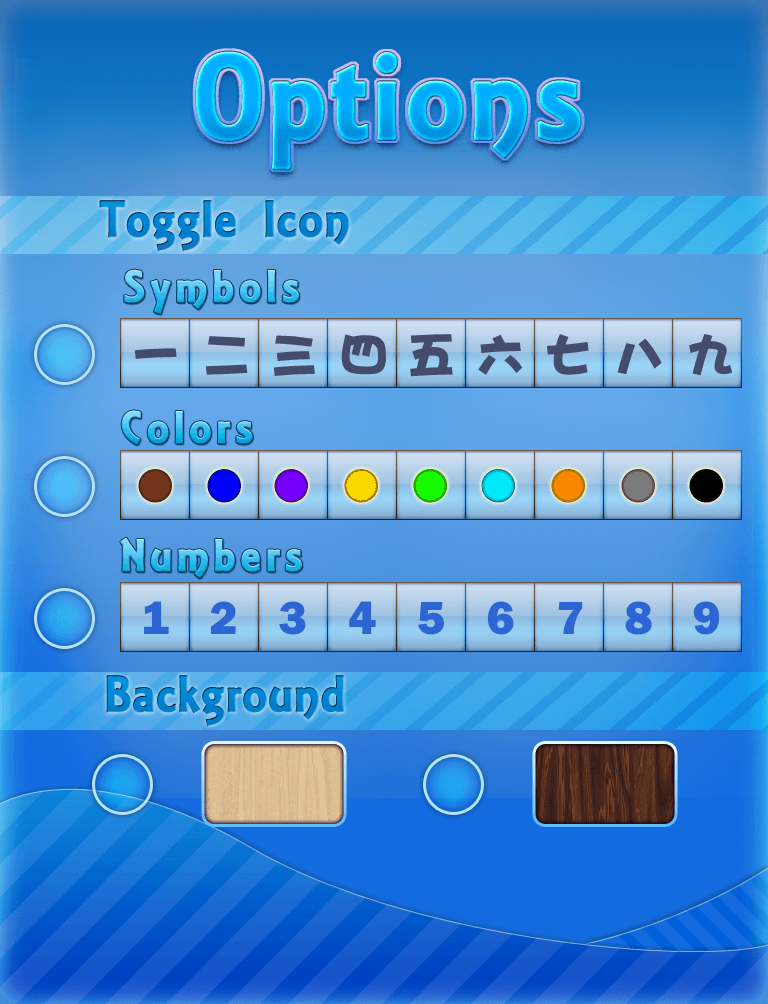 Options
Toggle Icon
Symbols
一 二 三 四 五 六 七 八 九
Colors
Numbers
1 2 3 4 5 6 7 8 9
Background